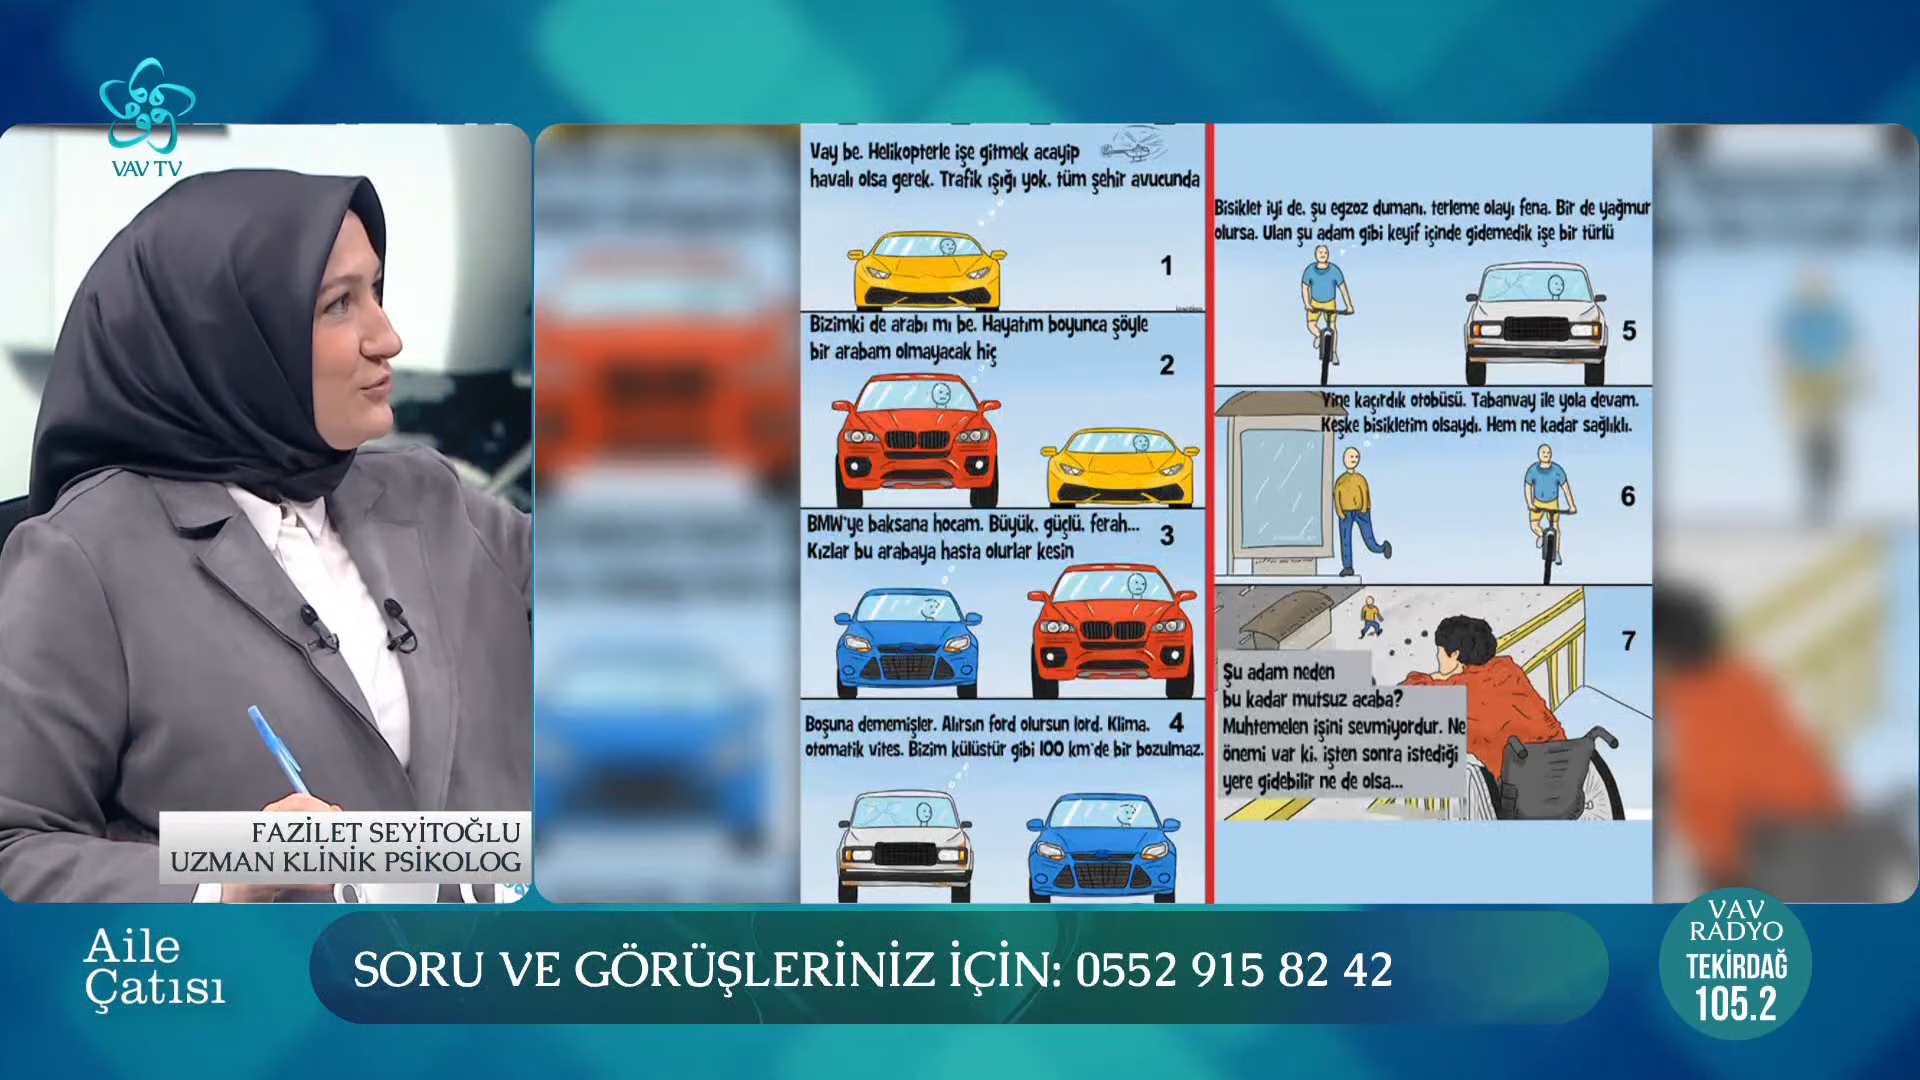 VAV TV
Vay be. Helikopterle işe gitmek acayip
havalı olsa gerek. Trafik ışığı yok, tüm şehir avucunda
1
Bizimki de arabı mı be. Hayatım boyunca şöyle
bir arabam olmayacak hiç
2
BMW'ye baksana hocam. Büyük, güçlü, ferah...
Kızlar bu arabaya hasta olurlar kesin
3
Boşuna dememişler. Alırsın ford olursun lord. Klima,
otomatik vites. Bizim külüstür gibi 100 km'de bir bozulmaz.
4
Bisiklet iyi de, şu egzoz dumanı, terleme olayı fena. Bir de yağmur
olursa. Ulan şu adam gibi keyif içinde gidemedik işe bir türlü
5
Yine kaçırdık otobüsü. Tabanvay ile yola devam.
Keşke bisikletim olsaydı. Hem ne kadar sağlıklı.
6
7
Şu adam neden
bu kadar mutsuz acaba?
Muhtemelen işini sevmiyordur. Ne
önemi var ki, işten sonra istediği
yere gidebilir ne de olsa...
FAZİLET SEYİTOĞLU
UZMAN KLİNİK PSİKOLOG
Aile
Çatısı
SORU VE GÖRÜŞLERİNİZ İÇİN: 0552 915 82 42
VAV
RADYO
TEKİRDAĞ
105.2